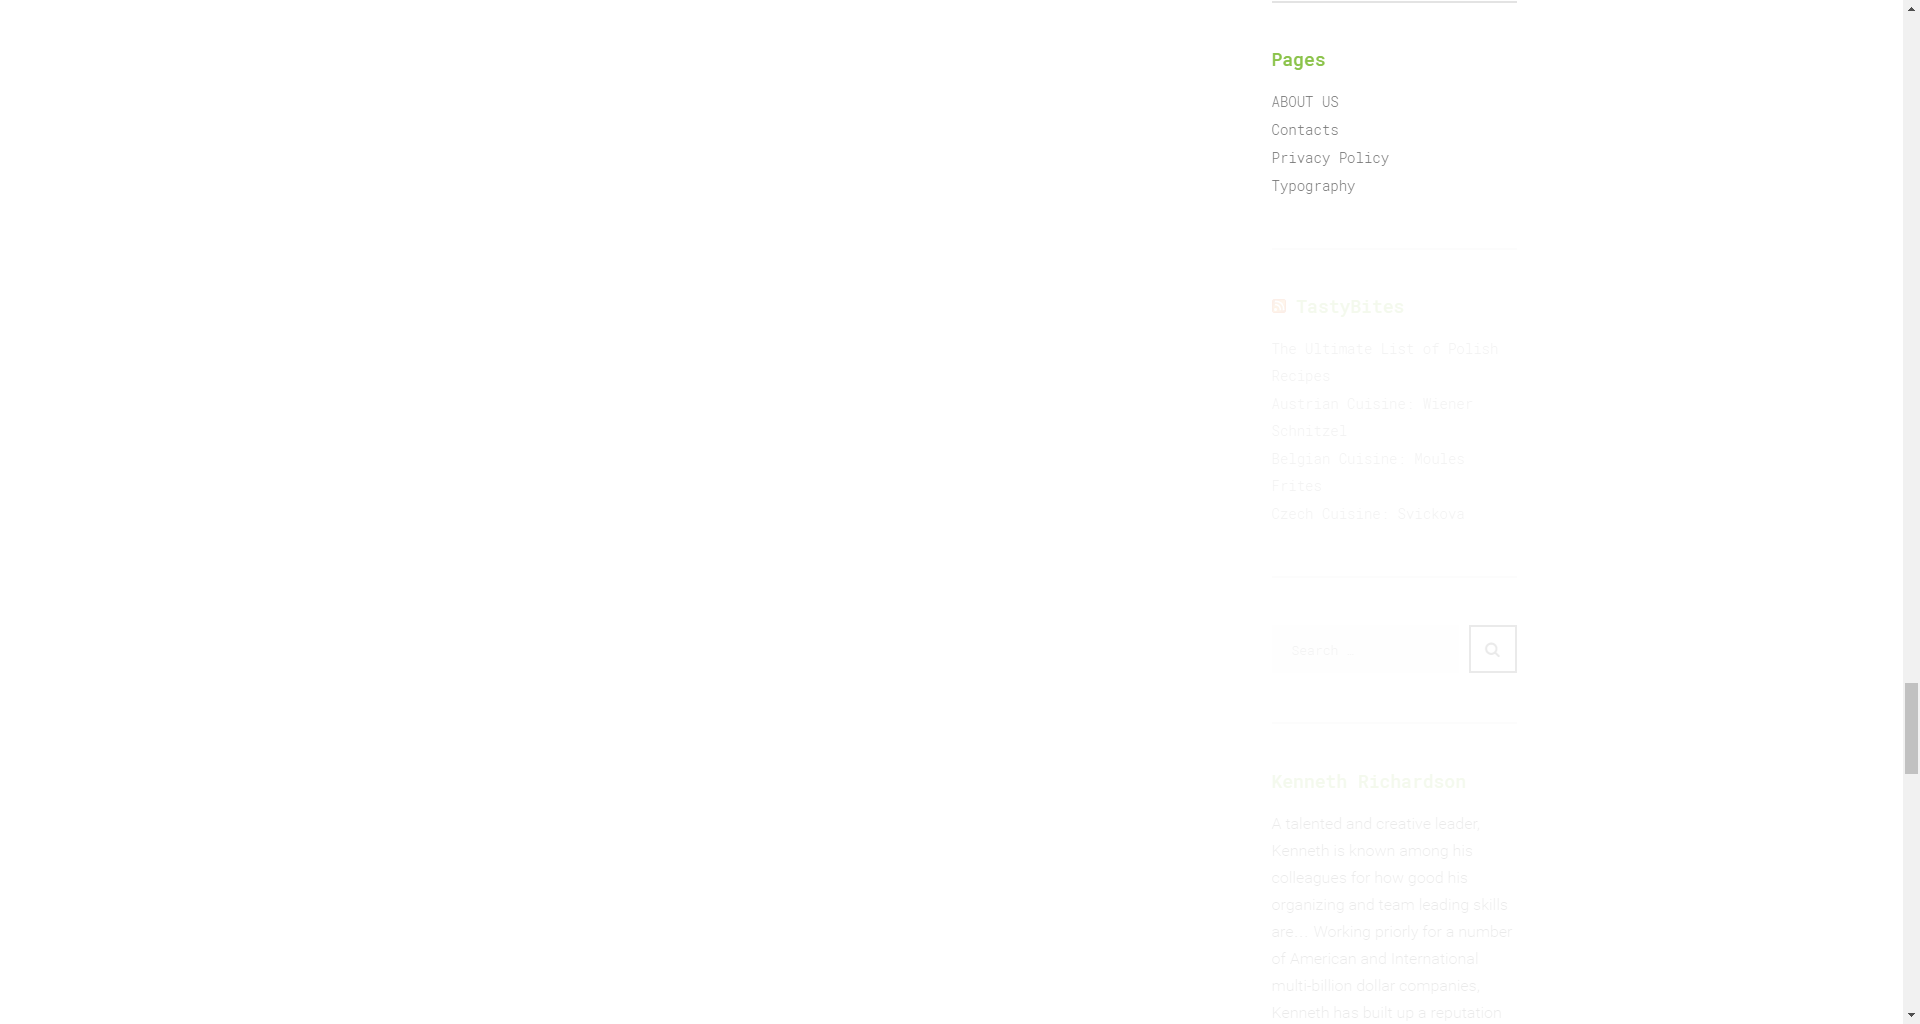 Pages
ABOUT US
Contacts
Privacy Policy
Typography
TastyBites
The Ultimate List of Polish
Recipes
Austrian Cuisine: Wiener
Schnitzel
Belgian Cuisine: Moules
Frites
Czech Cuisine: Svickova
Search …
Kenneth Richardson
A talented and creative leader,
Kenneth is known among his
colleagues for how good his
organizing and team leading skills
are… Working priorly for a number
of American and International
multi-billion dollar companies,
Kenneth has built up a reputation